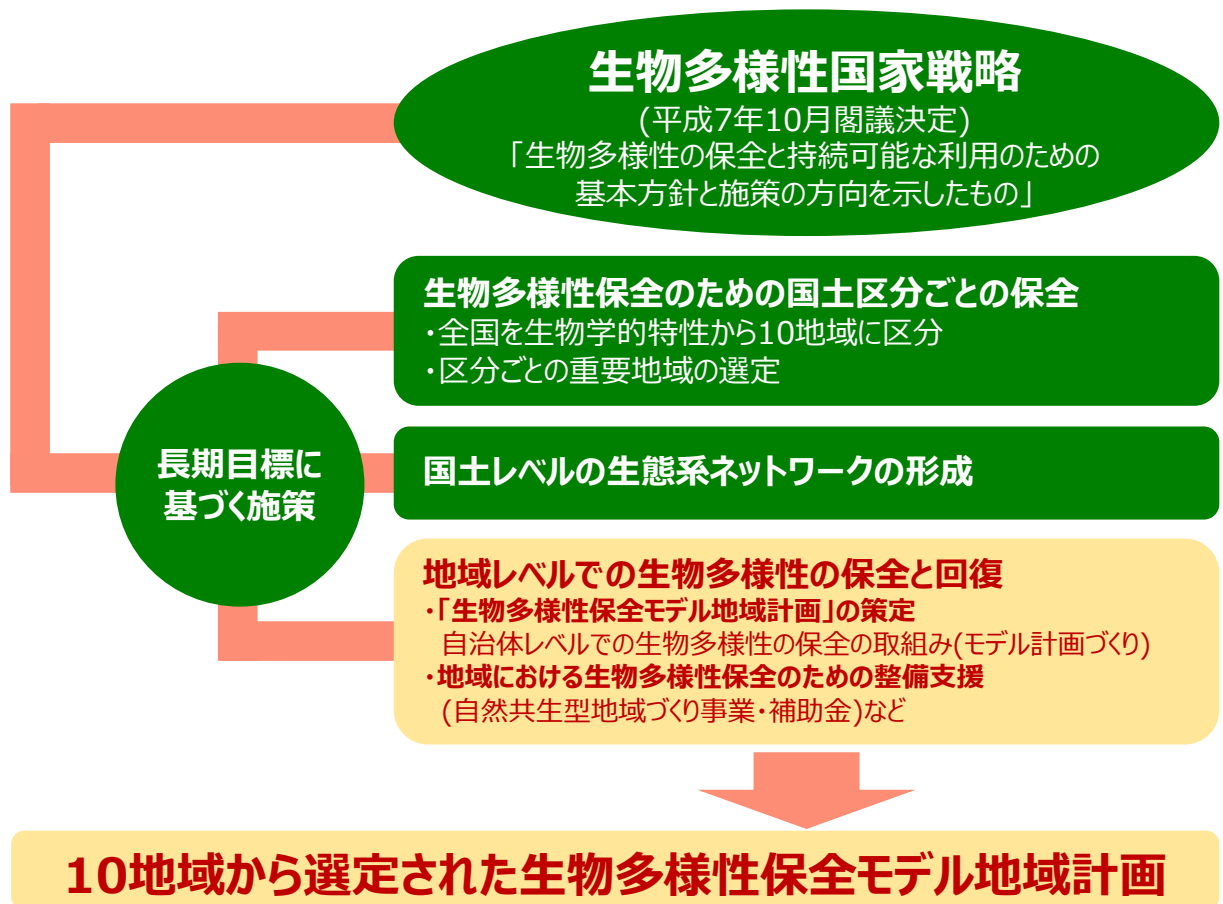 生物多様性国家戦略
(平成7年10月閣議決定)
「生物多様性の保全と持続可能な利用のための
基本方針と施策の方向を示したもの」
長期目標に
基づく施策
生物多様性保全のための国土区分ごとの保全
・全国を生物学的特性から10地域に区分
・区分ごとの重要地域の選定
国土レベルの生態系ネットワークの形成
地域レベルでの生物多様性の保全と回復
・「生物多様性保全モデル地域計画」の策定
自治体レベルでの生物多様性の保全の取組み(モデル計画づくり)
・地域における生物多様性保全のための整備支援
(自然共生型地域づくり事業・補助金)など
10地域から選定された生物多様性保全モデル地域計画